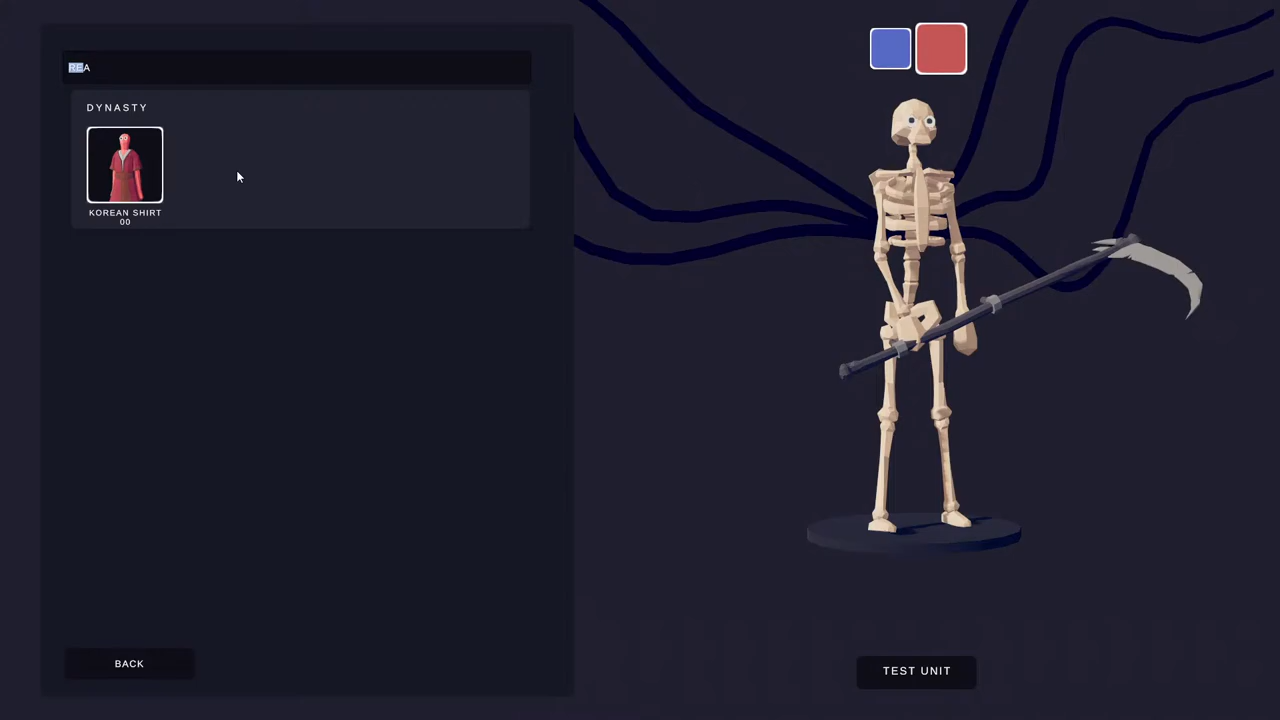 REA
DYNASTY
KOREAN SHIRT
00
BACK
TEST UNIT